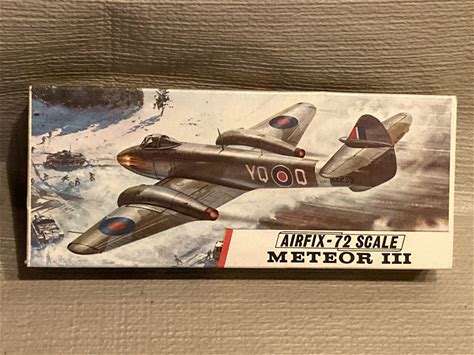 YQ Q
AIRFIX-72 SCALE
METEOR III